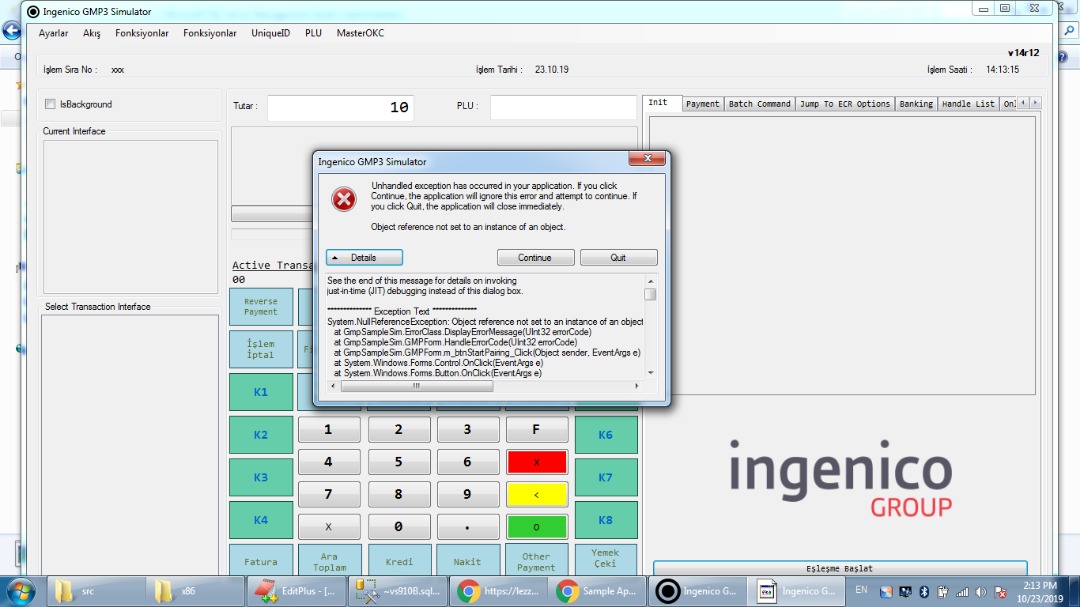 Ingenico GMP3 Simulator
Ayarlar Akış Fonksiyonlar Fonksiyonlar UniqueID PLU MasterOKC
v14r12
İşlem Sira No : xxx
İşlem Tarihi : 23.10.19
İşlem Saati : 14:13:15
IsBackground
Current Interface
Select Transaction Interface
Tutar : 10
PLU :
Init Payment Batch Command Jump To ECR Options Banking Handle List
Ingenico GMP3 Simulator
Unhandled exception has occurred in your application. If you click
Continue, the application will ignore this error and attempt to continue. If
you click Quit, the application will close immediately.
Object reference not set to an instance of an object.
Details Continue Quit
See the end of this message for details on invoking
just-in-time (JIT) debugging instead of this dialog box.
************** Exception Text **************
System.NullReferenceException: Object reference not set to an instance of an object
at GmpSampleSim.ErrorClass.DisplayErrorMessage(UInt32 errorCode)
at GmpSampleSim.GMPForm.HandleErrorCode(UInt32 errorCode)
at GmpSampleSim.GMPForm.m_btnStartPairing_Click(Object sender, EventArgs e)
at System.Windows.Forms.Control.OnClick(EventArgs e)
at System.Windows.Forms.Button.OnClick(EventArgs e)
Active Transa
00
Reverse
Payment
İşlem
İptal
K1
K2 1 2 3 F K6
K3 4 5 6 X K7
7 8 9 <
K4 X 0 . O K8
Fatura
Ara
Toplam
Kredi
Nakit
Other
Payment
Yemek
Çeki
ingenico
GROUP
Eşleşme Başlat
src x86 EditPlus - [... ~vs910B.sql... https://lezz... Sample Ap... Ingenico G... Ingenico G...
EN
2:13 PM
10/23/2019